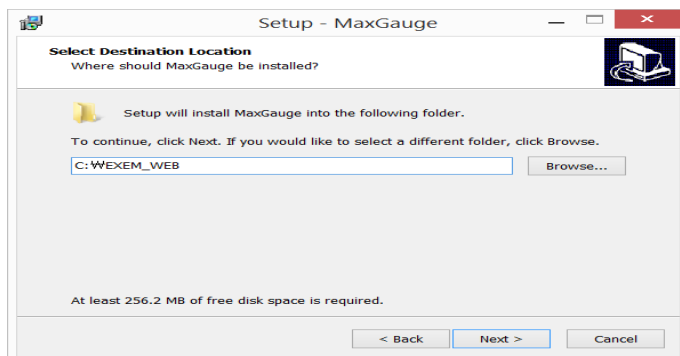 Setup - MaxGauge
Select Destination Location
Where should MaxGauge be installed?
Setup will install MaxGauge into the following folder.
To continue, click Next. If you would like to select a different folder, click Browse.
C:₩EXEM_WEB
Browse...
At least 256.2 MB of free disk space is required.
< Back
Next >
Cancel